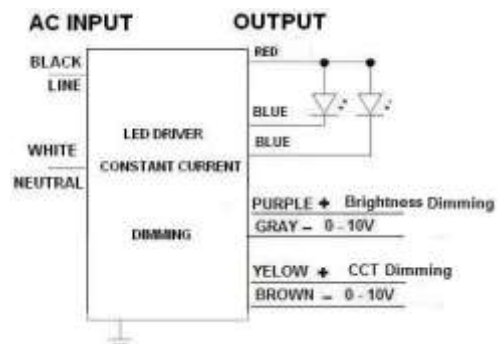 AC INPUT
OUTPUT
BLACK
LINE
WHITE
NEUTRAL
LED DRIVER
CONSTANT CURRENT
DIMMING
RED
BLUE
BLUE
PURPLE + Brightness Dimming
GRAY – 0 - 10V
YELOW + CCT Dimming
BROWN – 0 - 10V